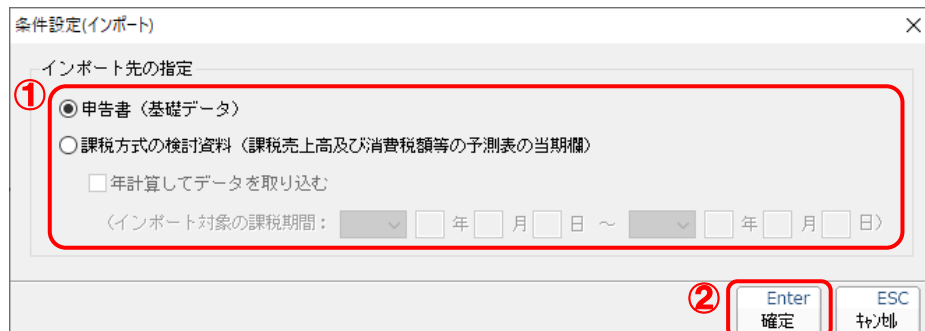 条件設定(インポート)
インポート先の指定
①
申告書（基礎データ）
課税方式の検討資料（課税売上高及び消費税額等の予測表の当期欄）
年計算してデータを取り込む
（インポート対象の課税期間： 年 月 日 ～ 年 月 日）
②
Enter ESC
確定 キャンセル